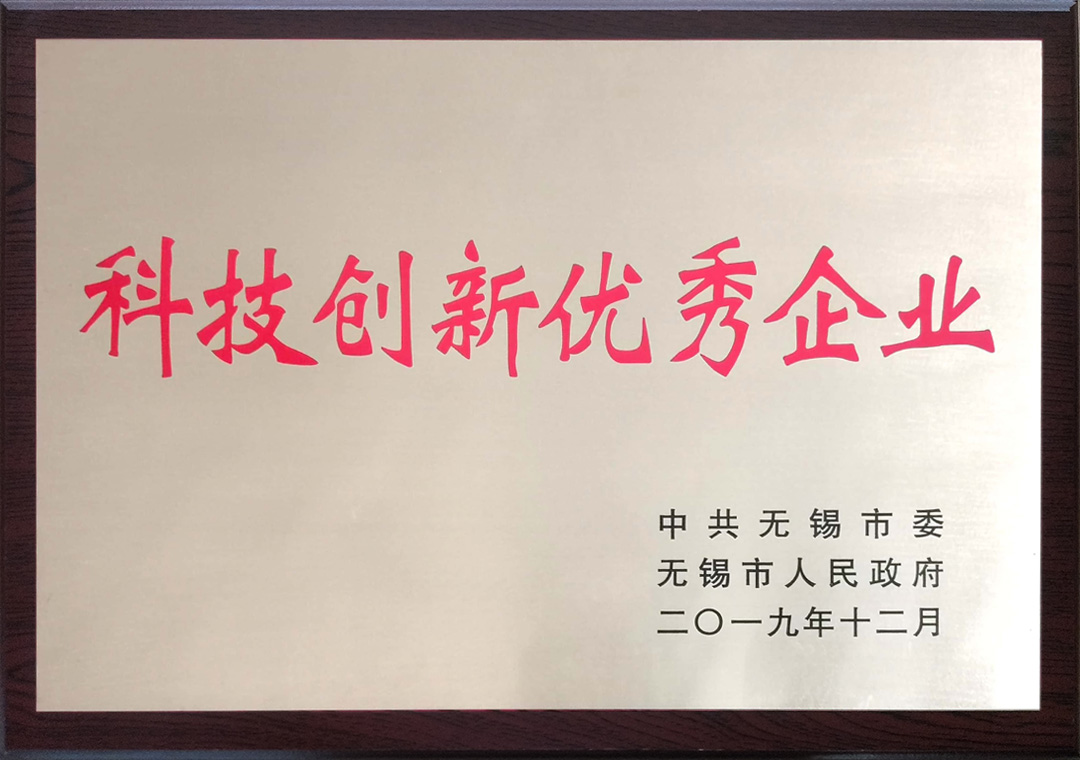 科技创新优秀企业
中共无锡市委
无锡市人民政府
二〇一九年十二月